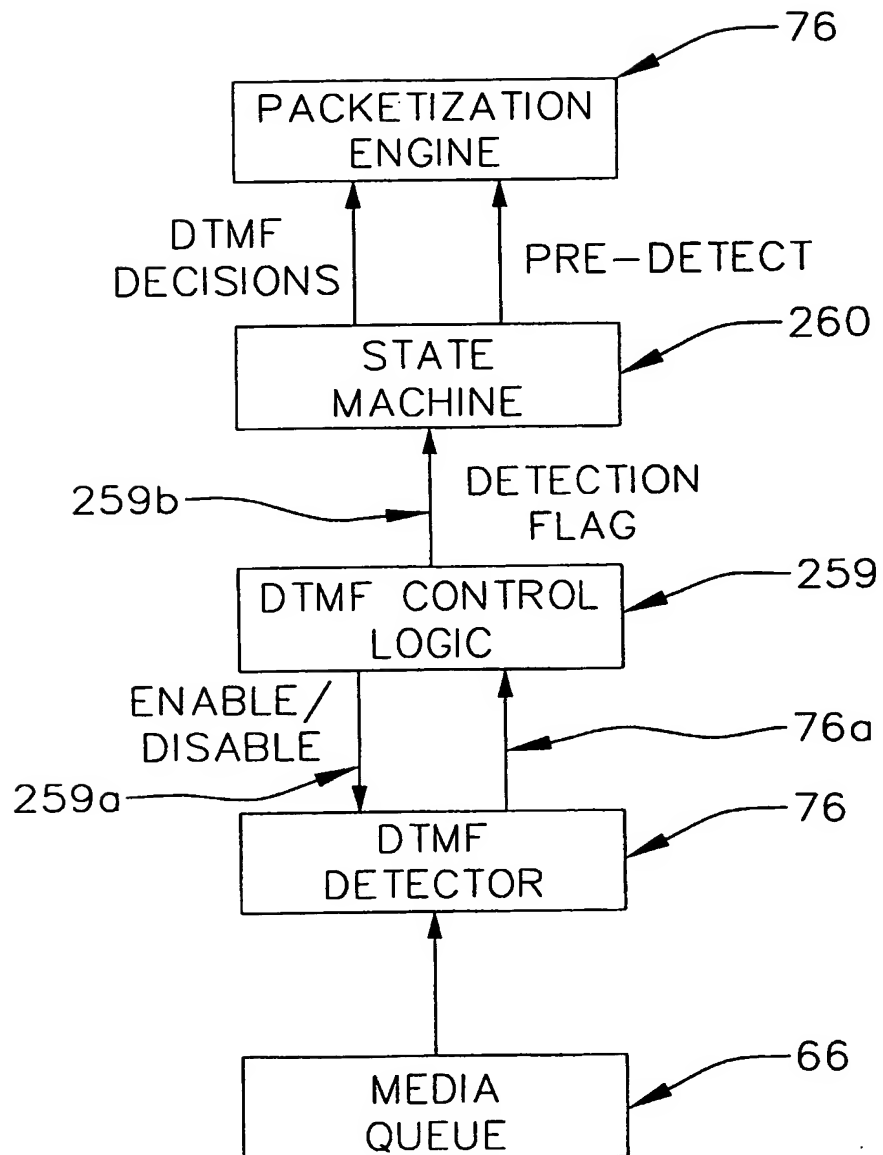 76
PACKETIZATION
ENGINE
DTMF
DECISIONS
PRE-DETECT
260
STATE
MACHINE
259b
DETECTION
FLAG
259
DTMF CONTROL
LOGIC
ENABLE/
DISABLE
76a
259a
76
DTMF
DETECTOR
66
MEDIA
QUEUE